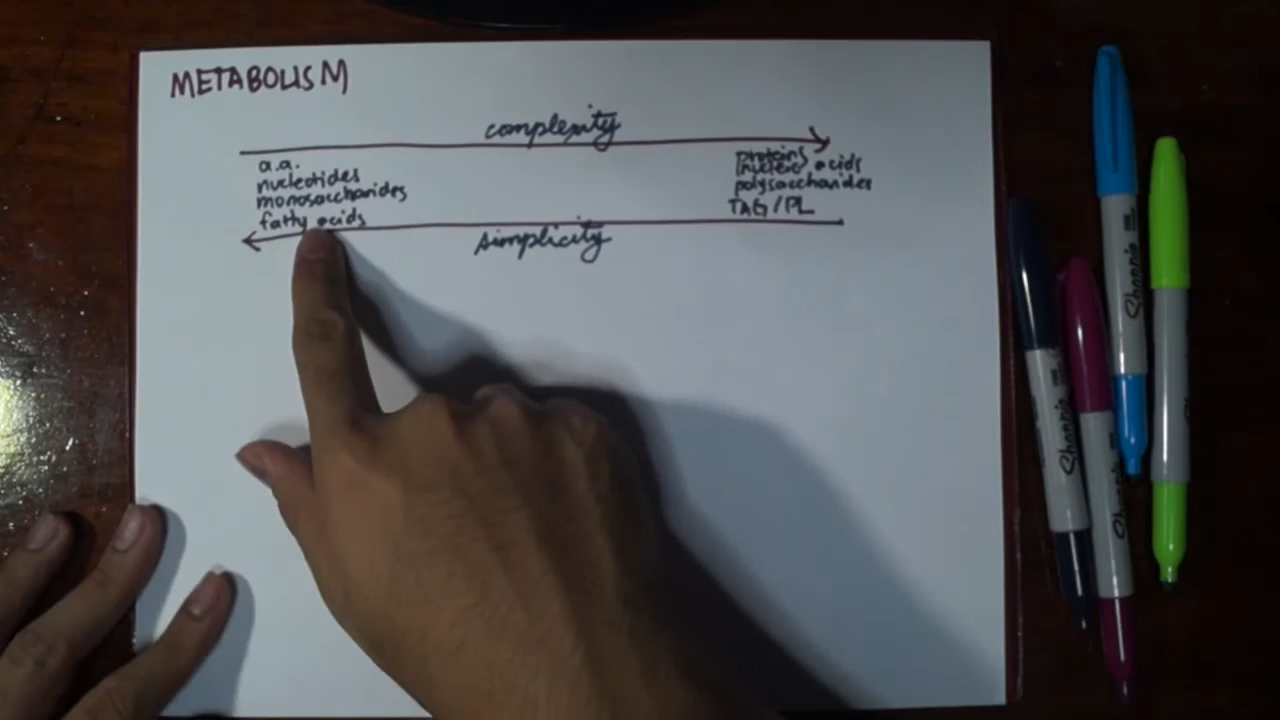 METABOLISM
complexity
a.a.
nucleotides
monosaccharides
fatty acids
proteins
nucleic acids
polysaccharides
TAG/PL
simplicity
Sharpie
Sharpie
Sharpie